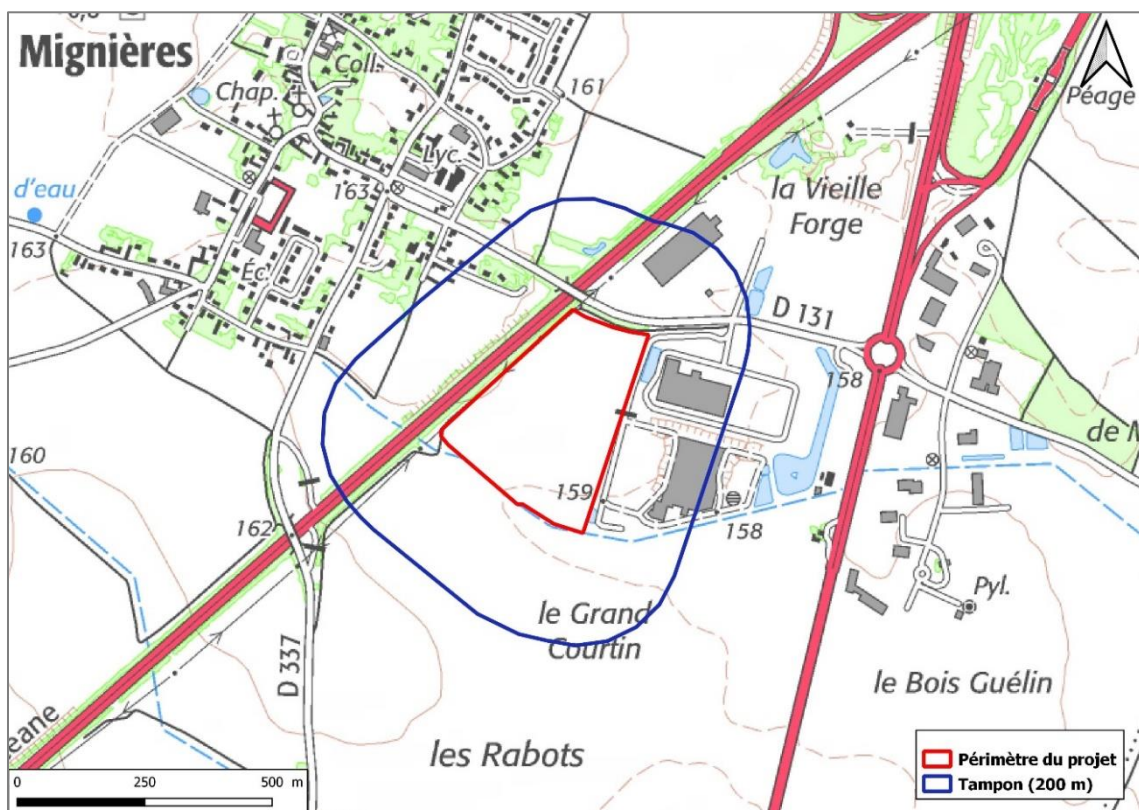 Mignières
Coll.
Chap.
161
Péage
Lyc.
163
la Vieille
Forge
d'eau
163
Éc.
D 131
158
de M
160
159
162
158
le Grand
Courtin
Pyl.
D 337
le Bois Guélin
éane
les Rabots
Périmètre du projet
Tampon (200 m)
0 250 500 m